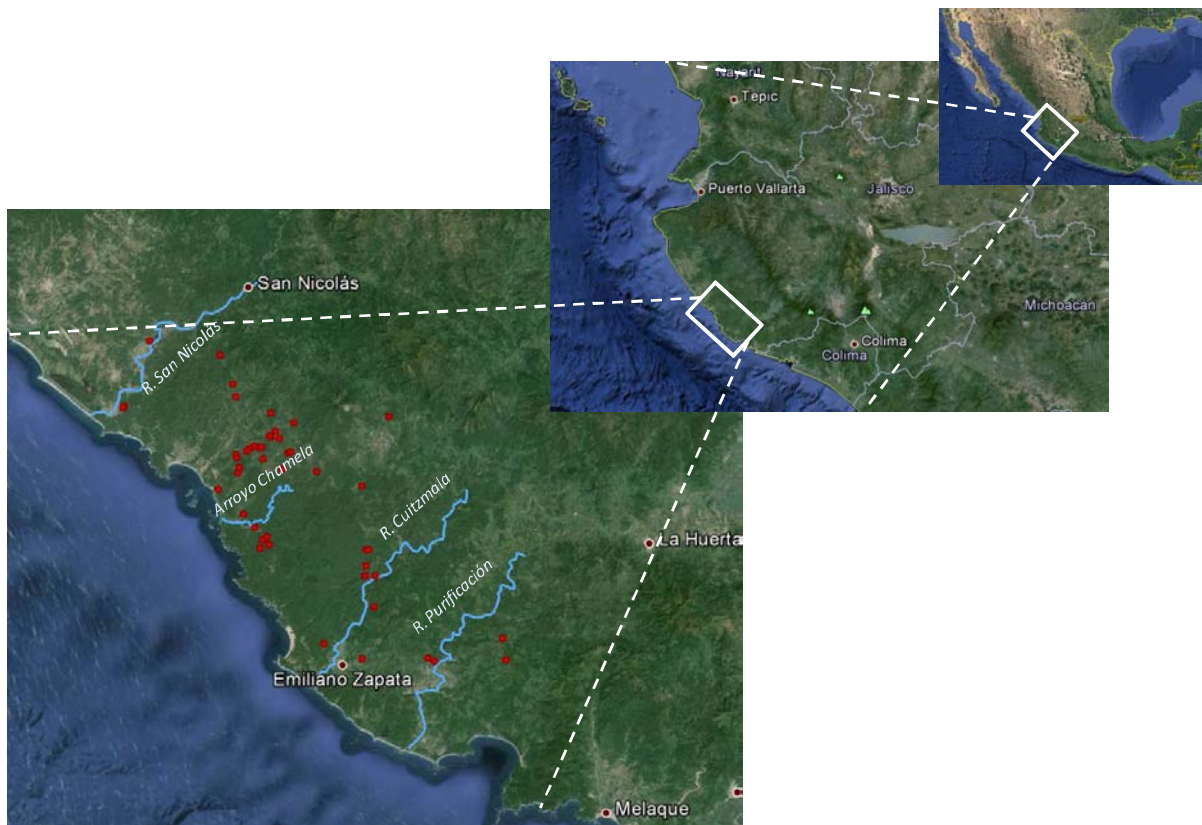 Nayarit
Tepic
Puerto Vallarta
Jalisco
Michoacán
Colima
Colima
San Nicolás
R. San Nicolás
Arroyo Chamela
R. Cuitzmala
R. Purificación
La Huerta
Emiliano Zapata
Melaque